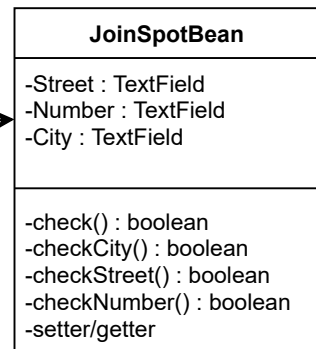 JoinSpotBean
-Street : TextField
-Number : TextField
-City : TextField
-check() : boolean
-checkCity() : boolean
-checkStreet() : boolean
-checkNumber() : boolean
-setter/getter